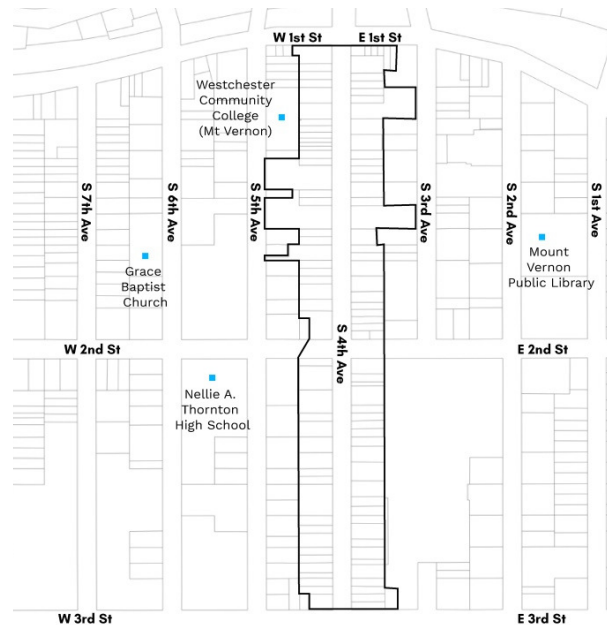 W 1st St
E 1st St
Westchester
Community
College
(Mt Vernon)
S 7th Ave
S 6th Ave
S 5th Ave
S 3rd Ave
S 2nd Ave
S 1st Ave
Grace
Baptist
Church
Mount
Vernon
Public Library
S 4th Ave
W 2nd St
E 2nd St
Nellie A.
Thornton
High School
W 3rd St
E 3rd St